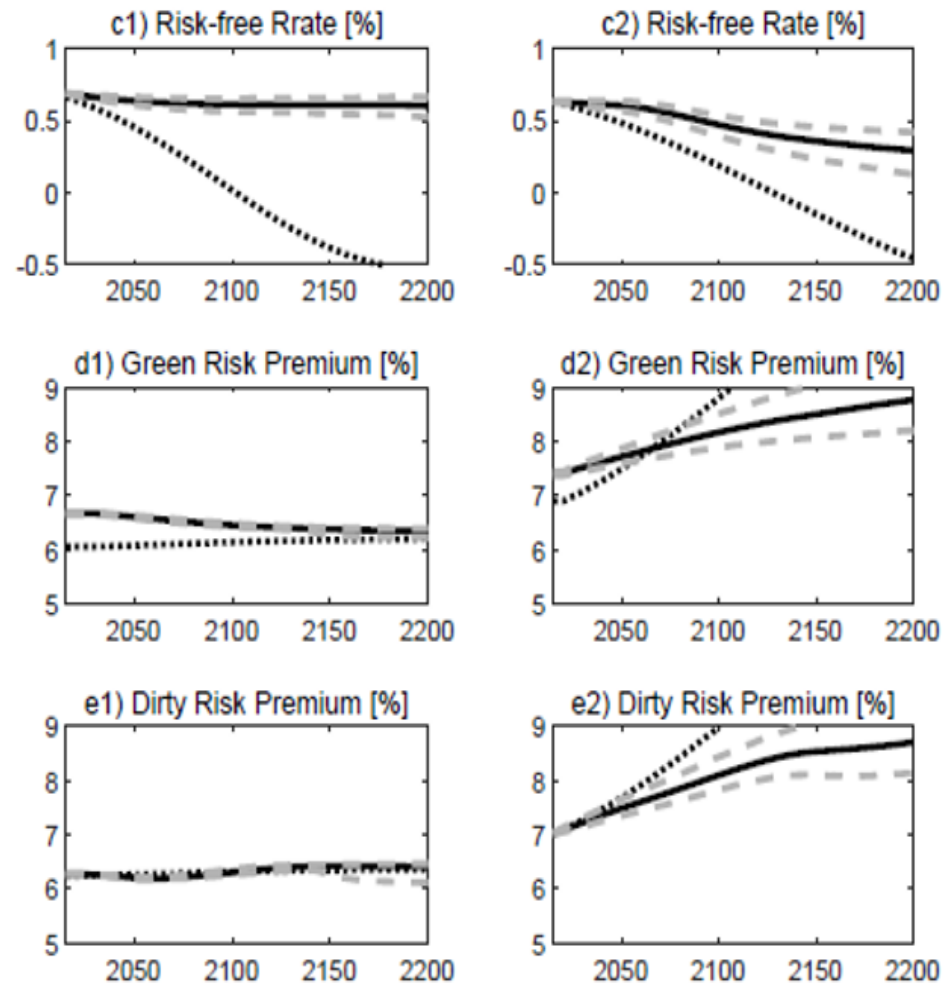 c1) Risk-free Rrate [%]
c2) Risk-free Rate [%]
1
0.5
0
-0.5
2050 2100 2150 2200
1
0.5
0
-0.5
2050 2100 2150 2200
d1) Green Risk Premium [%]
d2) Green Risk Premium [%]
9
8
7
6
5
2050 2100 2150 2200
9
8
7
6
5
2050 2100 2150 2200
e1) Dirty Risk Premium [%]
e2) Dirty Risk Premium [%]
9
8
7
6
5
2050 2100 2150 2200
9
8
7
6
5
2050 2100 2150 2200